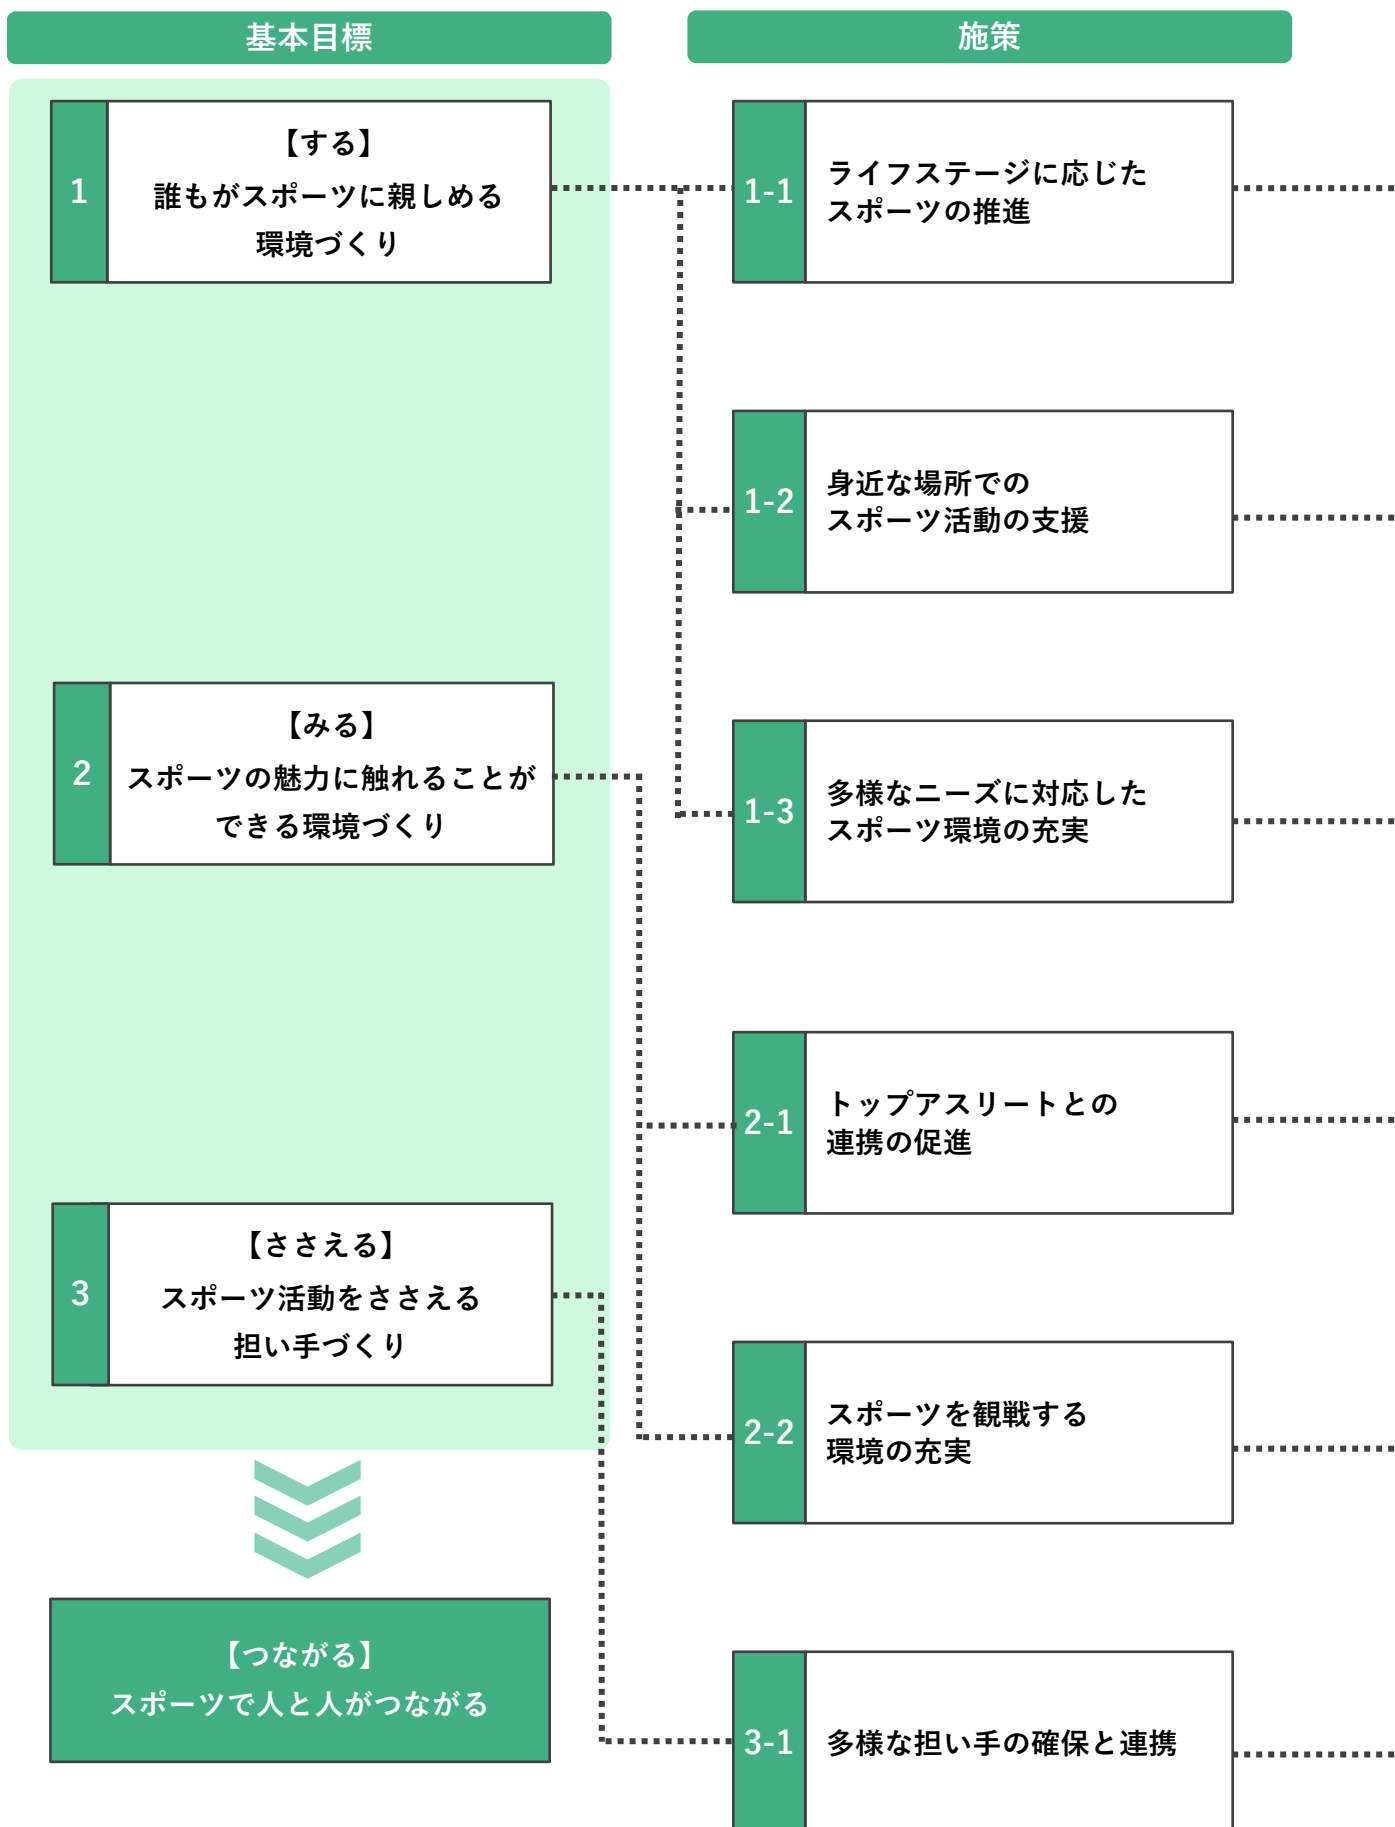 基本目標
施策
1
【する】
誰もがスポーツに親しめる
環境づくり
1-1
ライフステージに応じた
スポーツの推進
1-2
身近な場所での
スポーツ活動の支援
2
【みる】
スポーツの魅力に触れることが
できる環境づくり
1-3
多様なニーズに対応した
スポーツ環境の充実
2-1
トップアスリートとの
連携の促進
3
【ささえる】
スポーツ活動をささえる
担い手づくり
2-2
スポーツを観戦する
環境の充実
【つながる】
スポーツで人と人がつながる
3-1
多様な担い手の確保と連携